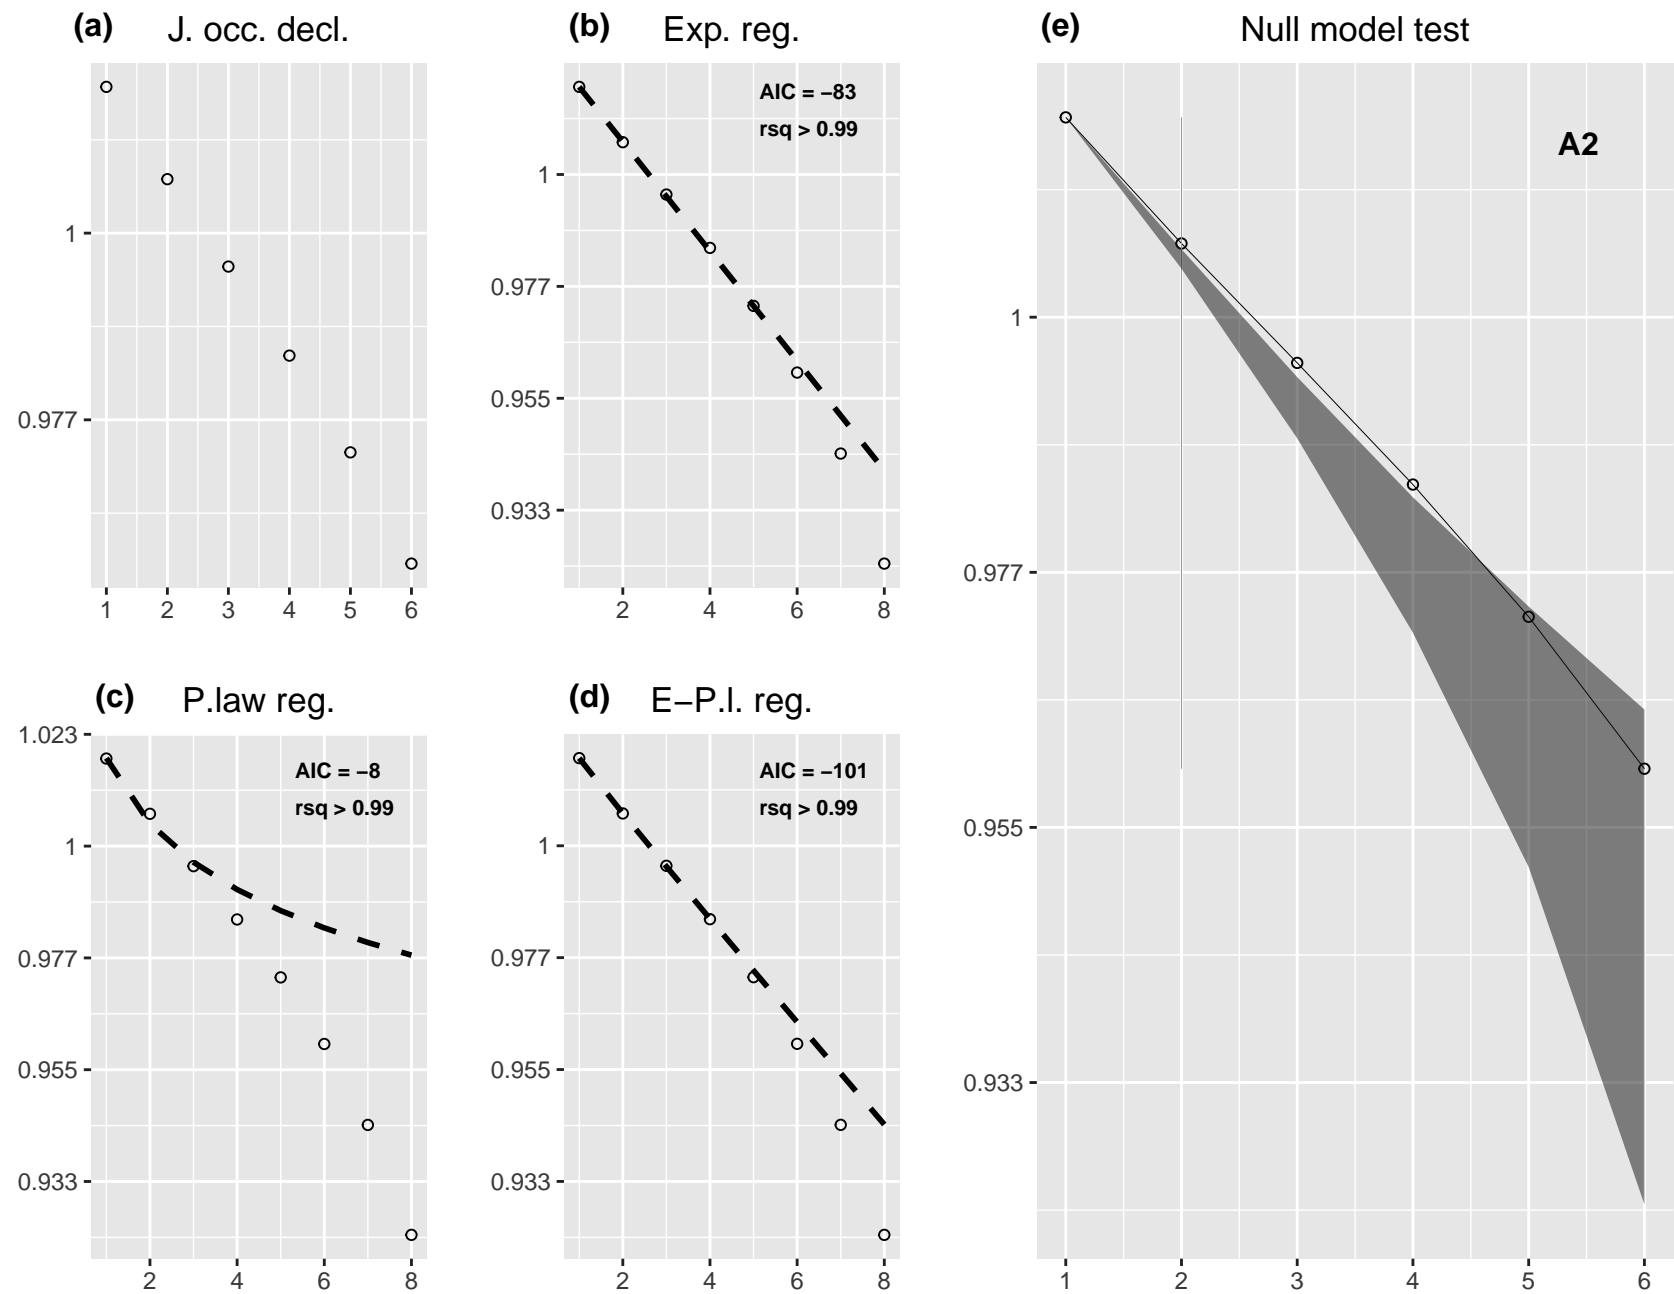 (a) J. occ. decl.
1
0.977
1 2 3 4 5 6
(b) Exp. reg.
AIC = −83
rsq > 0.99
1
0.977
0.955
0.933
2 4 6 8
(c) P.law reg.
1.023
AIC = −8
rsq > 0.99
1
0.977
0.955
0.933
2 4 6 8
(d) E−P.l. reg.
AIC = −101
rsq > 0.99
1
0.977
0.955
0.933
2 4 6 8
(e) Null model test
A2
1
0.977
0.955
0.933
1 2 3 4 5 6